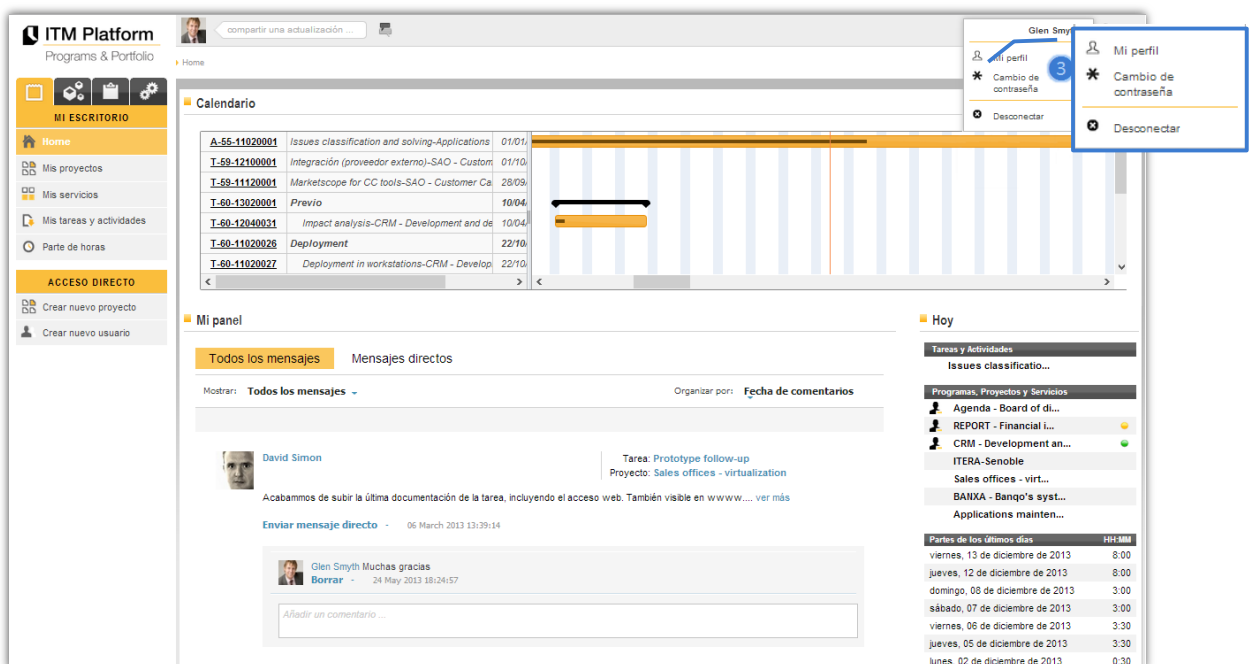 ITM Platform
Programs & Portfolio
compartir una actualización ...
Home
Glen Smy
Mi perfil
Cambio de
contraseña
Desconectar
3
Mi perfil
Cambio de
contraseña
Desconectar
MI ESCRITORIO
Home
Mis proyectos
Mis servicios
Mis tareas y actividades
Parte de horas
ACCESO DIRECTO
Crear nuevo proyecto
Crear nuevo usuario
Calendario
A-55-11020001 Issues classification and solving-Applications 01/01/
T-59-12100001 Integración (proveedor externo)-SAO - Custom 01/10/
T-59-11120001 Marketscope for CC tools-SAO - Customer Ca 28/09/
T-60-13020001 Previo 10/04/
T-60-12040031 Impact analysis-CRM - Development and de 10/04/
T-60-11020026 Deployment 22/10/
T-60-11020027 Deployment in workstations-CRM - Develop 22/10/
Mi panel
Todos los mensajes Mensajes directos
Mostrar: Todos los mensajes
Organizar por: Fecha de comentarios
David Simon
Tarea: Prototype follow-up
Proyecto: Sales offices - virtualization
Acabammos de subir la última documentación de la tarea, incluyendo el acceso web. También visible en wwww.... ver más
Enviar mensaje directo - 06 March 2013 13:39:14
Glen Smyth Muchas gracias
Borrar - 24 May 2013 18:24:57
Añadir un comentario ...
Hoy
Tareas y Actividades
Issues classificatio...
Programas, Proyectos y Servicios
Agenda - Board of di...
REPORT - Financial i...
CRM - Development an...
ITERA-Senoble
Sales offices - virt...
BANXA - Banqo's syst...
Applications mainten...
Partes de los últimos días HH:MM
viernes, 13 de diciembre de 2013 8:00
jueves, 12 de diciembre de 2013 8:00
domingo, 08 de diciembre de 2013 3:00
sábado, 07 de diciembre de 2013 3:00
viernes, 06 de diciembre de 2013 3:30
jueves, 05 de diciembre de 2013 3:30
lunes, 02 de diciembre de 2013 0:30